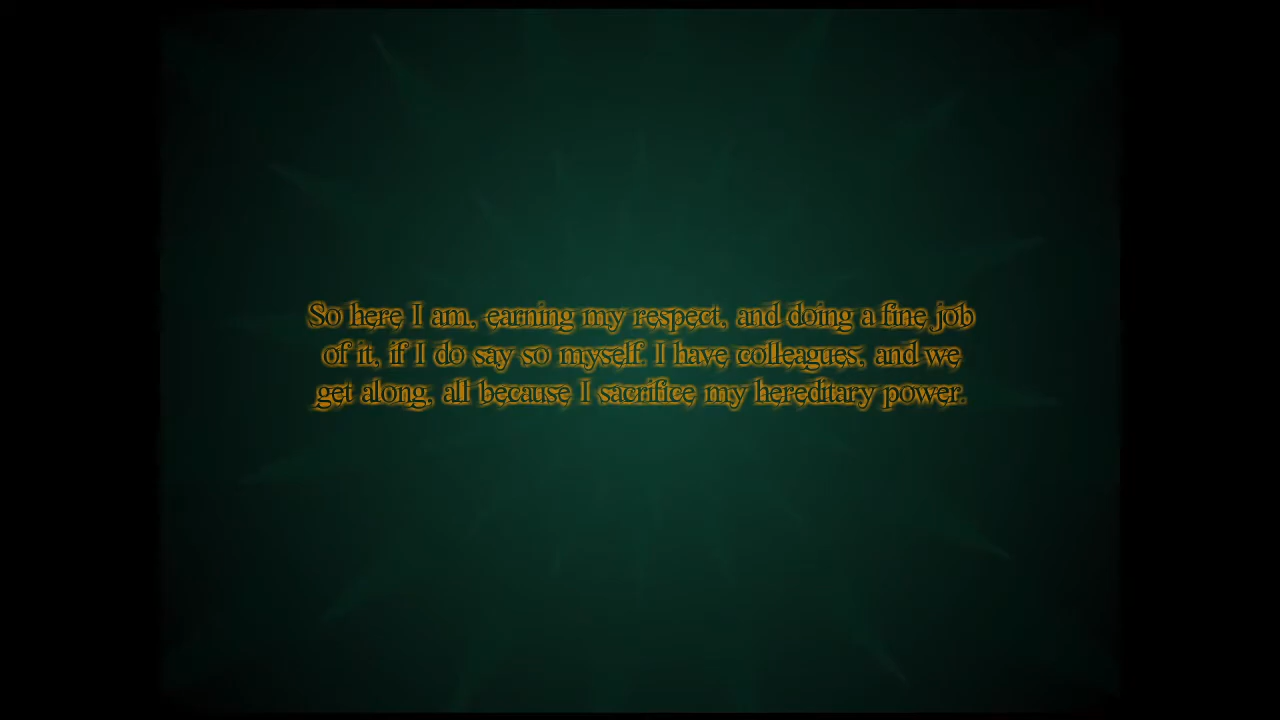 So here I am, earning my respect, and doing a fine job
of it, if I do say so myself. I have colleagues, and we
get along, all because I sacrifice my hereditary power.